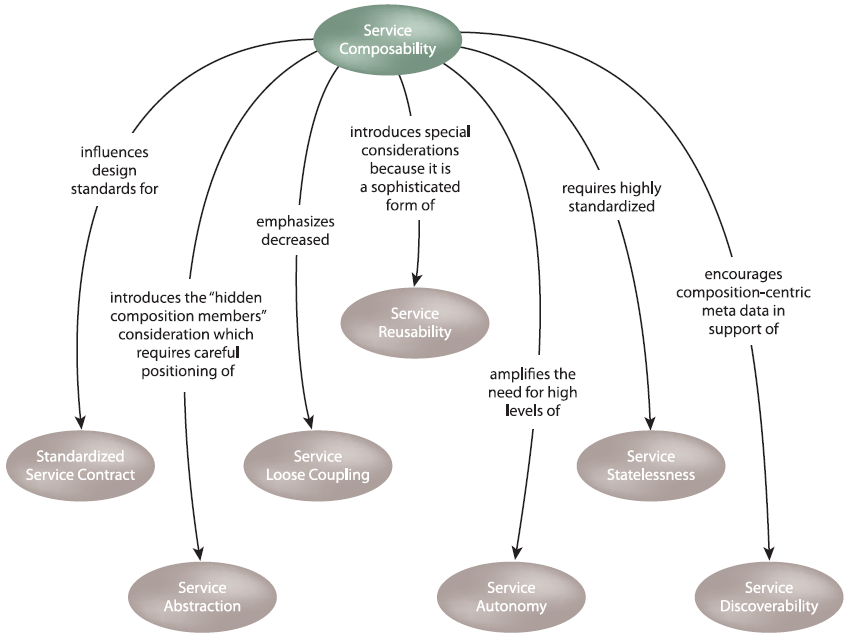 Service
Composability
influences
design
standards for
introduces the “hidden
composition members”
consideration which
requires careful
positioning of
emphasizes
decreased
introduces special
considerations
because it is
a sophisticated
form of
amplifies the
need for high
levels of
requires highly
standardized
encourages
composition-centric
meta data in
support of
Service
Reusability
Standardized
Service Contract
Service
Loose Coupling
Service
Statelessness
Service
Abstraction
Service
Autonomy
Service
Discoverability